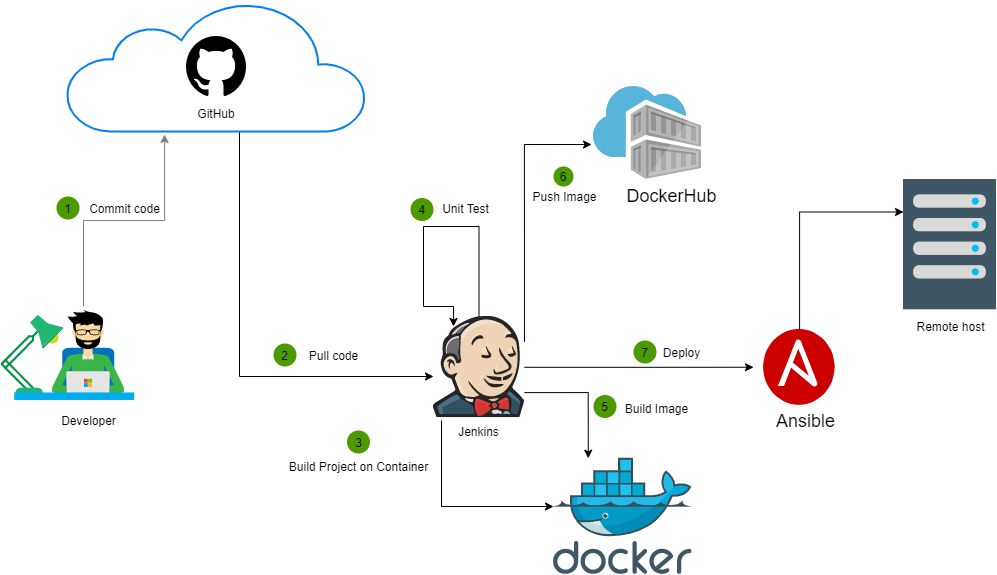 GitHub
1 Commit code
4 Unit Test
6
Push Image
DockerHub
Remote host
2 Pull code
7 Deploy
5 Build Image
Developer
Jenkins
Ansible
3
Build Project on Container
docker